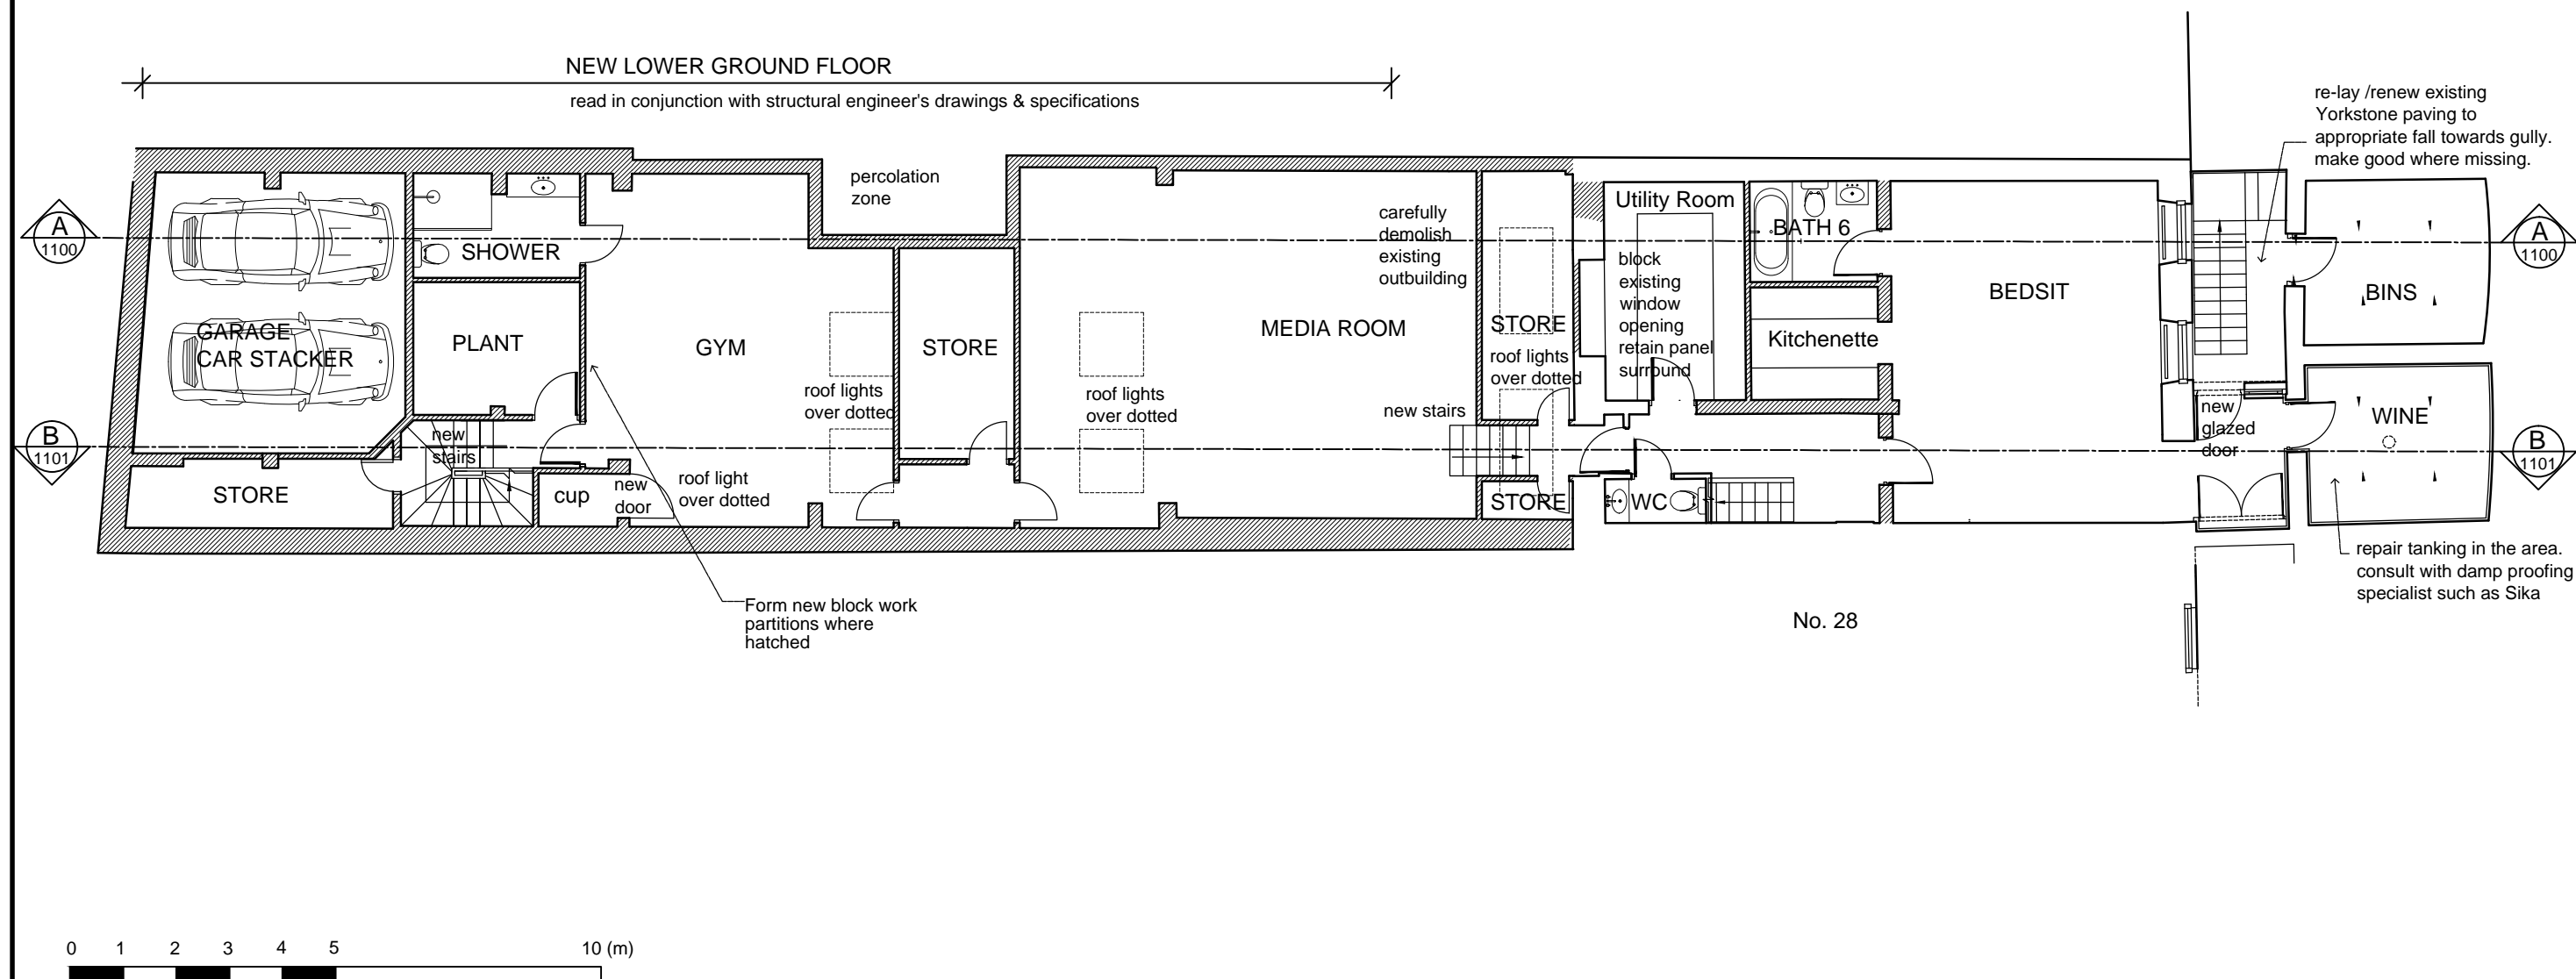 NEW LOWER GROUND FLOOR
read in conjunction with structural engineer's drawings & specifications
re-lay /renew existing
Yorkstone paving to
appropriate fall towards gully.
make good where missing.
percolation
zone
A
1100
SHOWER
carefully
demolish
existing
outbuilding
Utility Room
BATH 6
A
1100
block
existing
window
opening
retain panel
surround
BEDSIT
BINS
GARAGE
CAR STACKER
PLANT
GYM
STORE
MEDIA ROOM
STORE
Kitchenette
roof lights
over dotted
roof lights
over dotted
roof lights
over dotted
new stairs
new
glazed
door
WINE
B
1101
new
stairs
B
1101
STORE
cup
new
door
roof light
over dotted
STORE
WC
repair tanking in the area.
consult with damp proofing
specialist such as Sika
Form new block work
partitions where
hatched
No. 28
0 1 2 3 4 5 10 (m)